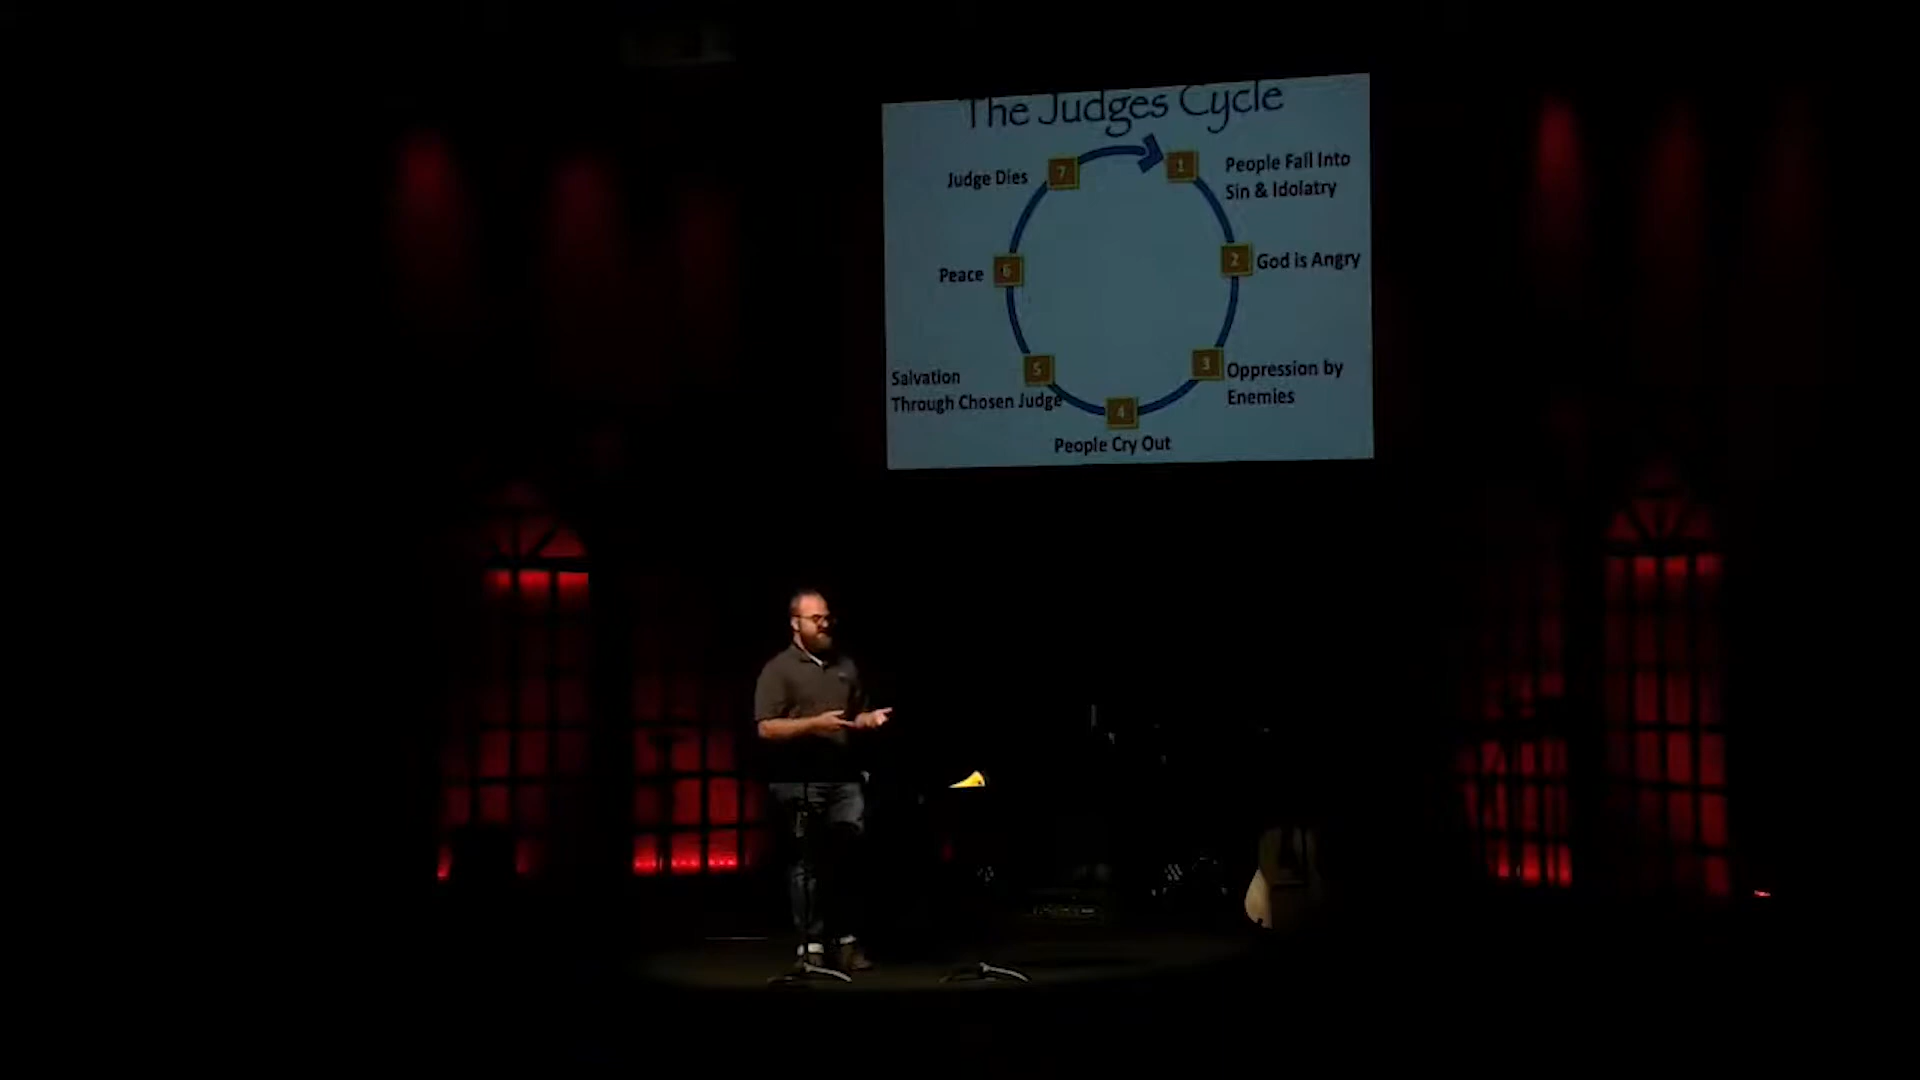 The Judges Cycle
1
People Fall Into
Sin & Idolatry
2
God is Angry
3
Oppression by
Enemies
4
People Cry Out
5
Salvation
Through Chosen Judge
6
Peace
7
Judge Dies